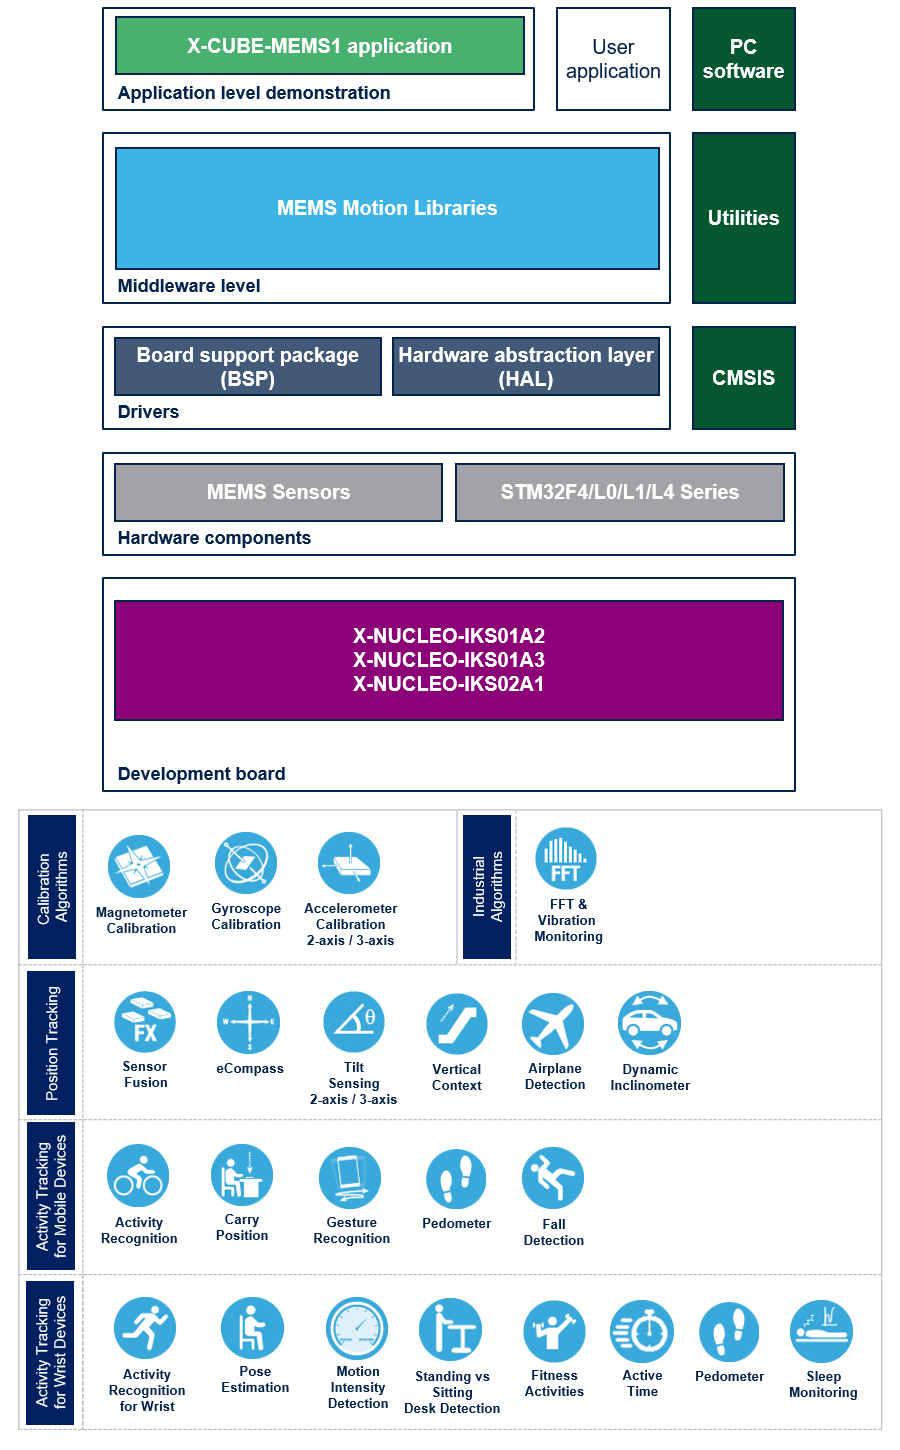 X-CUBE-MEMS1 application
Application level demonstration
User
application
PC
software
MEMS Motion Libraries
Middleware level
Utilities
Board support package
(BSP)
Hardware abstraction layer
(HAL)
Drivers
CMSIS
MEMS Sensors
STM32F4/L0/L1/L4 Series
Hardware components
X-NUCLEO-IKS01A2
X-NUCLEO-IKS01A3
X-NUCLEO-IKS02A1
Development board
Calibration
Algorithms
Magnetometer
Calibration
Gyroscope
Calibration
Accelerometer
Calibration
2-axis / 3-axis
Industrial
Algorithms
FFT
FFT &
Vibration
Monitoring
Position Tracking
FX
Sensor
Fusion
N
W
E
S
eCompass
θ
Tilt
Sensing
2-axis / 3-axis
Vertical
Context
Airplane
Detection
Dynamic
Inclinometer
Activity Tracking
for Mobile Devices
Activity
Recognition
Carry
Position
Gesture
Recognition
Pedometer
Fall
Detection
Activity Tracking
for Wrist Devices
Activity
Recognition
for Wrist
Pose
Estimation
Motion
Intensity
Detection
Standing vs
Sitting
Desk Detection
Fitness
Activities
Active
Time
Pedometer
zzz
Sleep
Monitoring